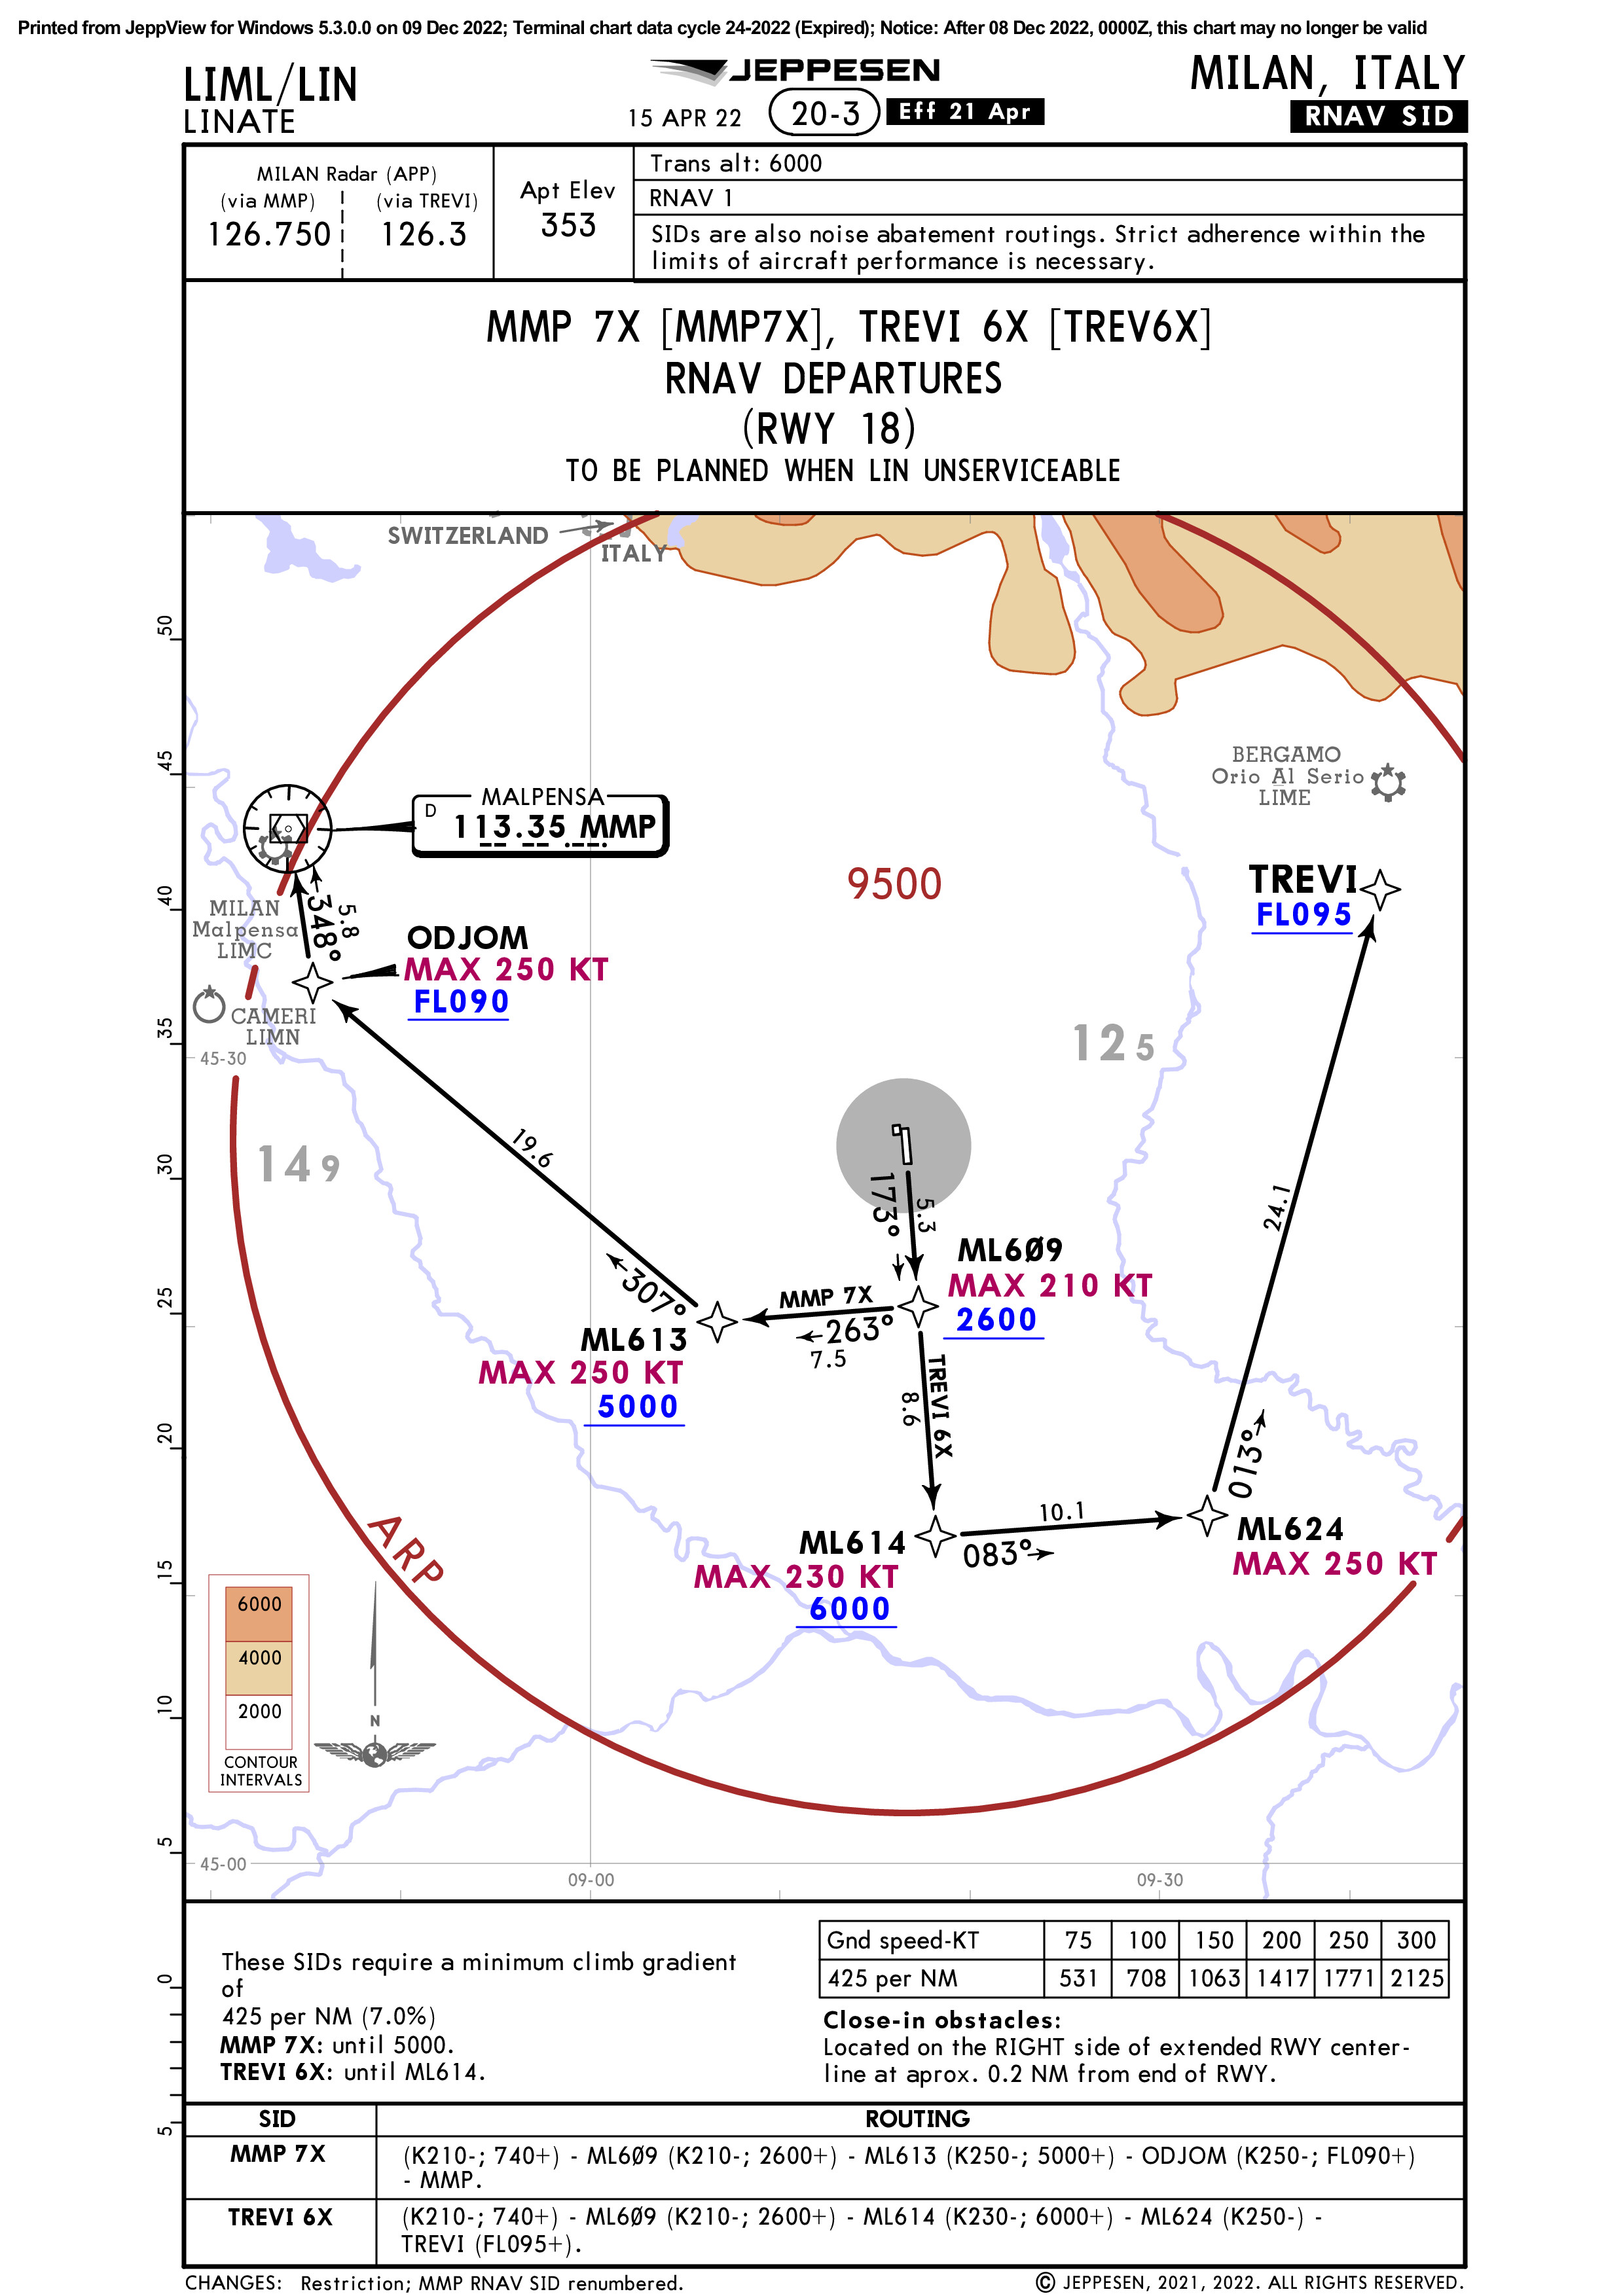 Printed from JeppView for Windows 5.3.0.0 on 09 Dec 2022; Terminal chart data cycle 24-2022 (Expired); Notice: After 08 Dec 2022, 0000Z, this chart may no longer be valid
LIML/LIN
LINATE
JEPPESEN
15 APR 22
20-3
Eff 21 Apr
MILAN, ITALY
RNAV SID
MILAN Radar (APP)
(via MMP)
(via TREVI)
126.750
126.3
Apt Elev
353
Trans alt: 6000
RNAV 1
SIDs are also noise abatement routings. Strict adherence within the
limits of aircraft performance is necessary.
MMP 7X [MMP7X], TREVI 6X [TREV6X]
RNAV DEPARTURES
(RWY 18)
TO BE PLANNED WHEN LIN UNSERVICEABLE
SWITZERLAND
ITALY
50
45
40
35
30
25
20
15
10
5
0
5
BERGAMO
Orio Al Serio
LIME
MALPENSA
D
113.35 MMP
9500
TREVI
FL095
348°
5.8
MILAN
Malpensa
LIMC
ODJOM
MAX 250 KT
FL090
CAMERI
LIMN
45-30
125
149
19.6
24.1
173°
5.3
ML6Ø9
MAX 210 KT
2600
307°
MMP 7X
263°
7.5
ML613
MAX 250 KT
5000
TREVI 6X
8.6
013°
10.1
083°
ML614
MAX 230 KT
6000
ML624
MAX 250 KT
ARP
6000
4000
2000
CONTOUR
INTERVALS
N
45-00
09-00
09-30
These SIDs require a minimum climb gradient
of
425 per NM (7.0%)
MMP 7X: until 5000.
TREVI 6X: until ML614.
Gnd speed-KT 75 100 150 200 250 300
425 per NM 531 708 1063 1417 1771 2125
Close-in obstacles:
Located on the RIGHT side of extended RWY center-
line at aprox. 0.2 NM from end of RWY.
SID ROUTING
MMP 7X (K210-; 740+) - ML6Ø9 (K210-; 2600+) - ML613 (K250-; 5000+) - ODJOM (K250-; FL090+)
- MMP.
TREVI 6X (K210-; 740+) - ML6Ø9 (K210-; 2600+) - ML614 (K230-; 6000+) - ML624 (K250-) -
TREVI (FL095+).
CHANGES: Restriction; MMP RNAV SID renumbered.
© JEPPESEN, 2021, 2022. ALL RIGHTS RESERVED.